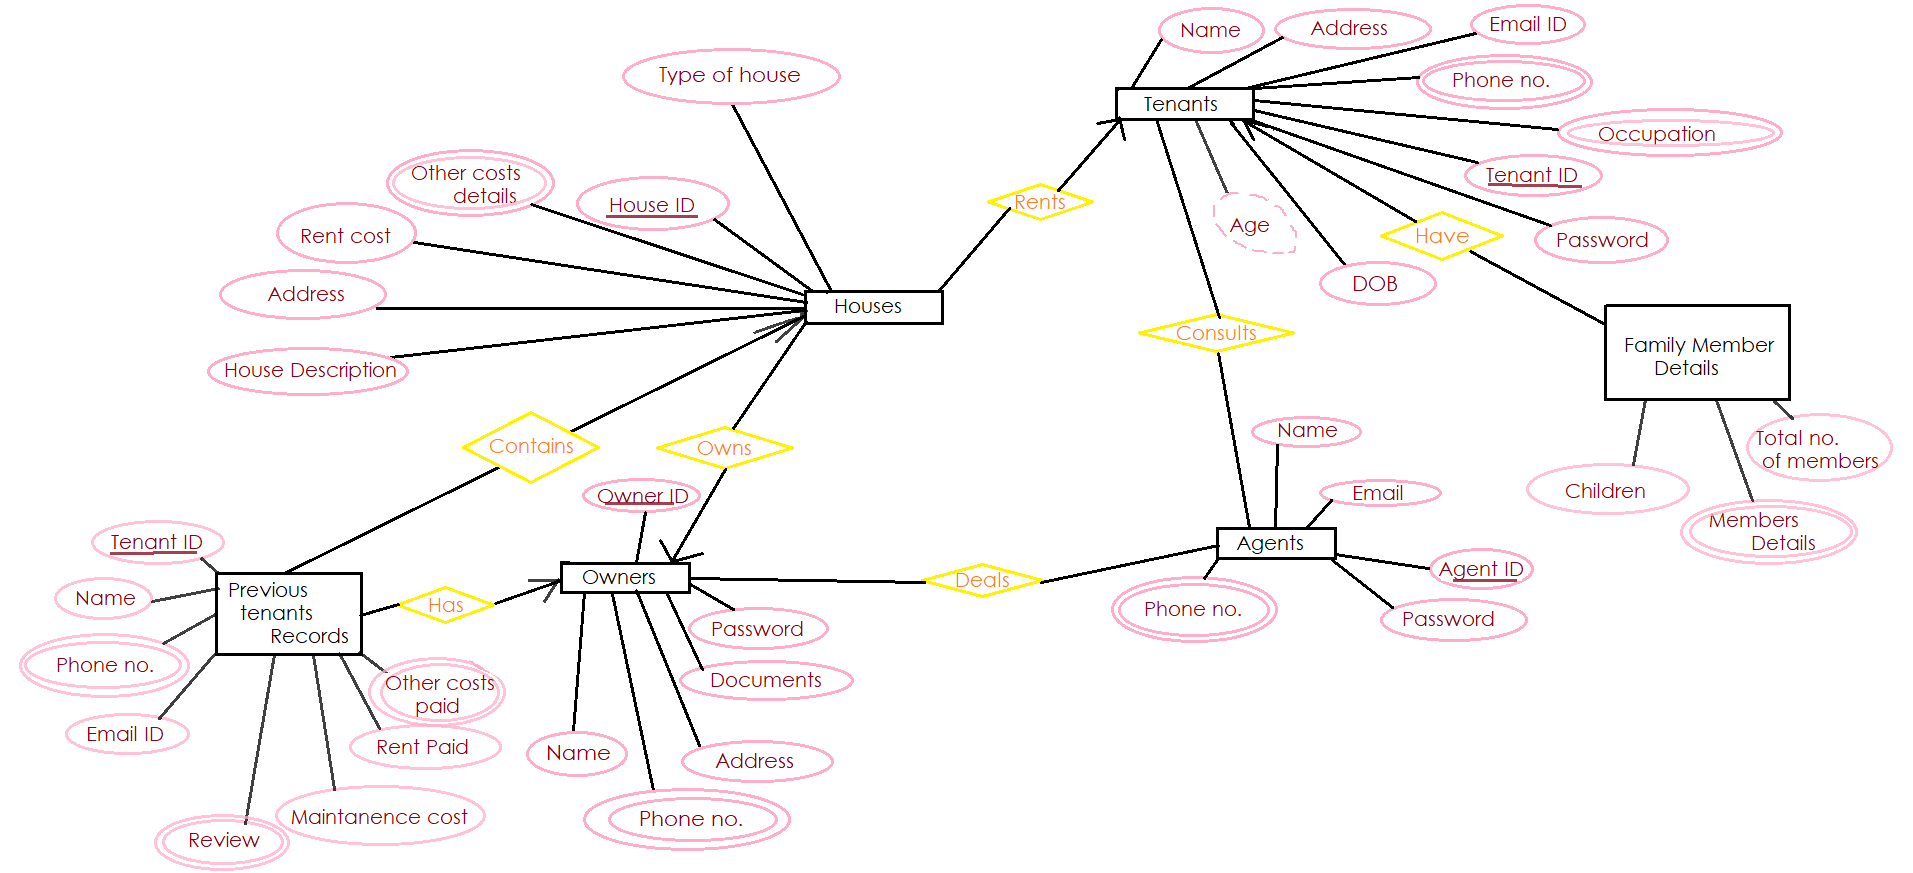 Name
Address
Email ID
Type of house
Phone no.
Tenants
Occupation
Other costs
details
Tenant ID
House ID
Rents
Age
Password
Rent cost
Have
DOB
Address
Houses
Consults
Family Member
Details
House Description
Name
Total no.
of members
Contains
Owns
Children
Email
Owner ID
Members
Details
Tenant ID
Agents
Agent ID
Owners
Deals
Previous
tenants
Records
Name
Has
Phone no.
Password
Password
Phone no.
Other costs
paid
Documents
Email ID
Rent Paid
Name
Address
Maintanence cost
Phone no.
Review